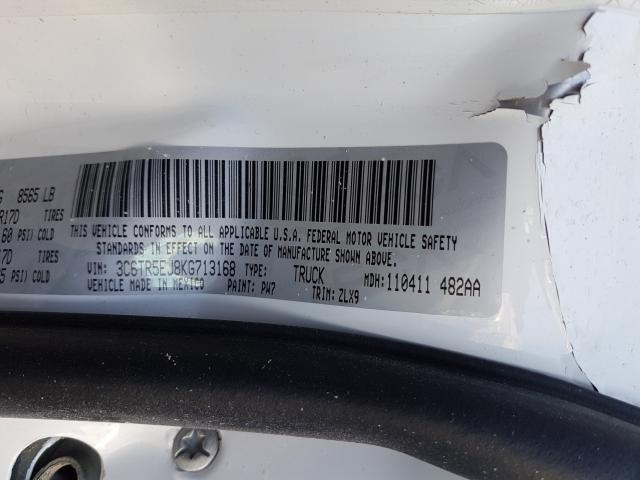 G 8565 LB
R17D TIRES
60 PSI/ COLD
TIRES
5 PSI/ COLD
THIS VEHICLE CONFORMS TO ALL APPLICABLE U.S.A. FEDERAL MOTOR VEHICLE SAFETY
STANDARDS IN EFFECT ON THE DATE OF MANUFACTURE SHOWN ABOVE.
VIN: 3C6TR5EJ8KG713168 TYPE: TRUCK MDH: 110411 482AA
VEHICLE MADE IN MEXICO PAINT: PW7 TRIM: ZLX9